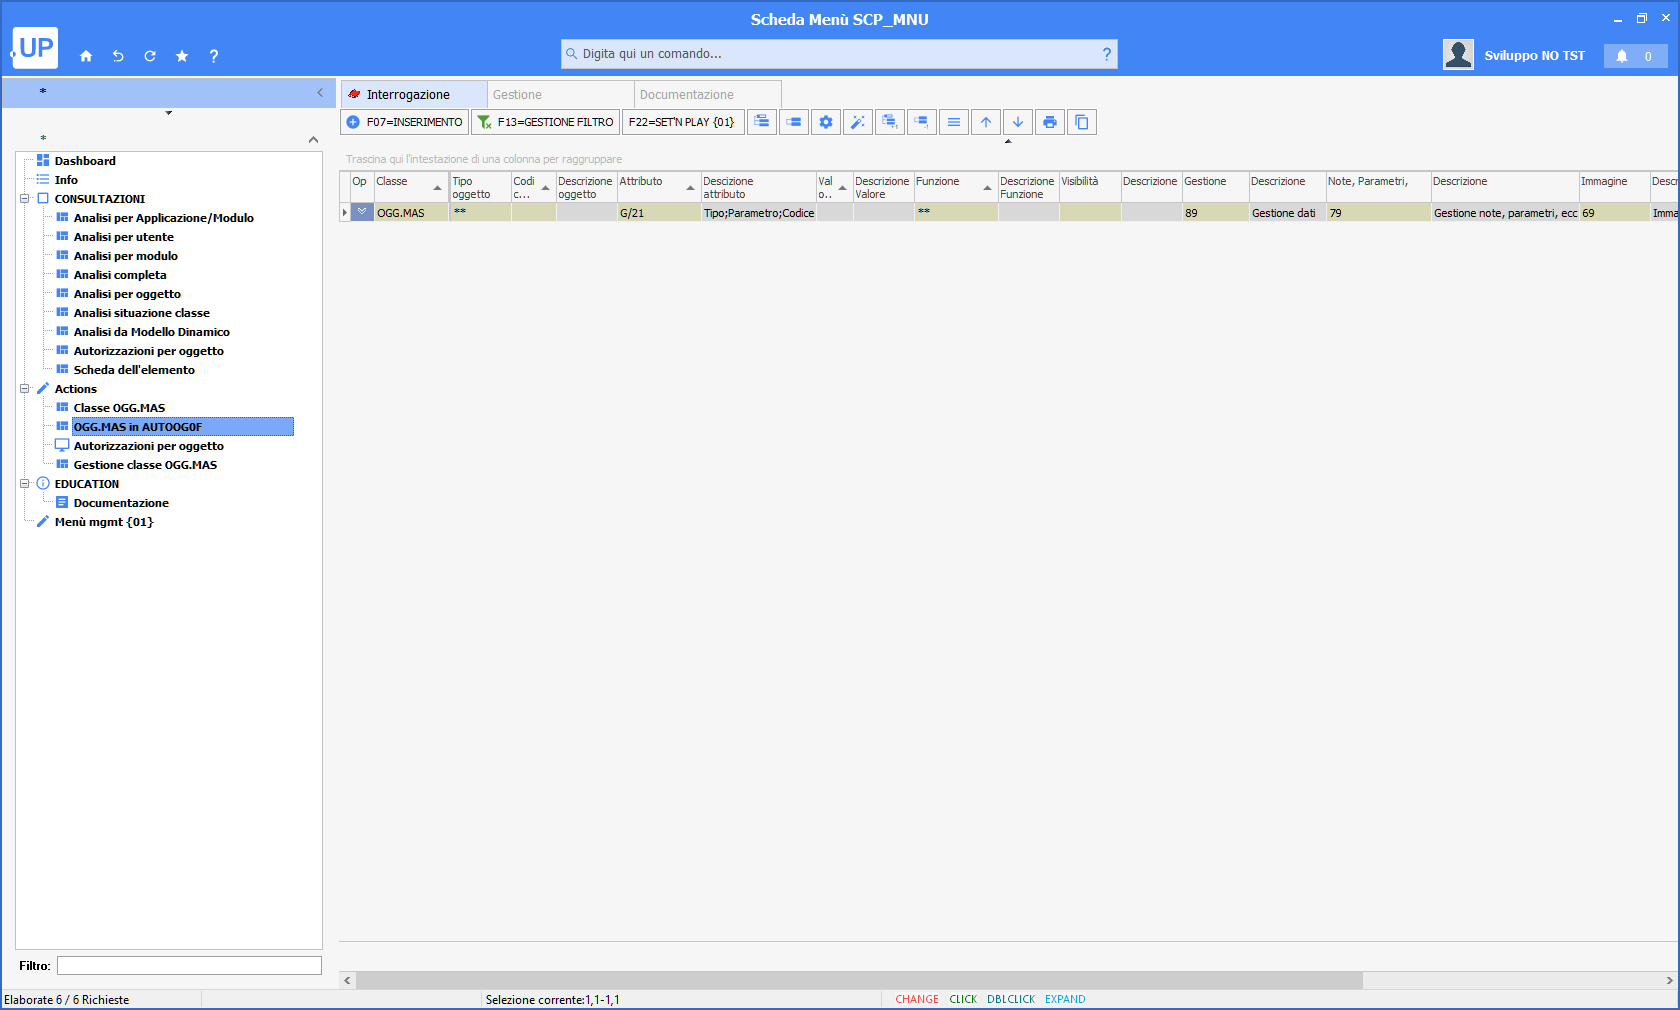 Scheda Menù SCP_MNU
.UP
Digita qui un comando...
?
Sviluppo NO TST
0
*
Interrogazione
Gestione
Documentazione
F07=INSERIMENTO
F13=GESTIONE FILTRO
F22=SET'N PLAY {01}
*
Dashboard
Info
CONSULTAZIONI
Analisi per Applicazione/Modulo
Analisi per utente
Analisi per modulo
Analisi completa
Analisi per oggetto
Analisi situazione classe
Analisi da Modello Dinamico
Autorizzazioni per oggetto
Scheda dell'elemento
Actions
Classe OGG.MAS
OGG.MAS in AUTOOG0F
Autorizzazioni per oggetto
Gestione classe OGG.MAS
EDUCATION
Documentazione
Menù mgmt {01}
Filtro:
Trascina qui l'intestazione di una colonna per raggruppare
Op Classe Tipo oggetto Codi c... Descrizione oggetto Attributo Descizione attributo Val o.. Descrizione Valore Funzione Descrizione Funzione Visibilità Descrizione Gestione Descrizione Note, Parametri, Descrizione Immagine Descr
OGG.MAS ** G/21 Tipo;Parametro;Codice ** 89 Gestione dati 79 Gestione note, parametri, ecc 69 Imma
Elaborate 6 / 6 Richieste
Selezione corrente:1,1-1,1
CHANGE CLICK DBLCLICK EXPAND